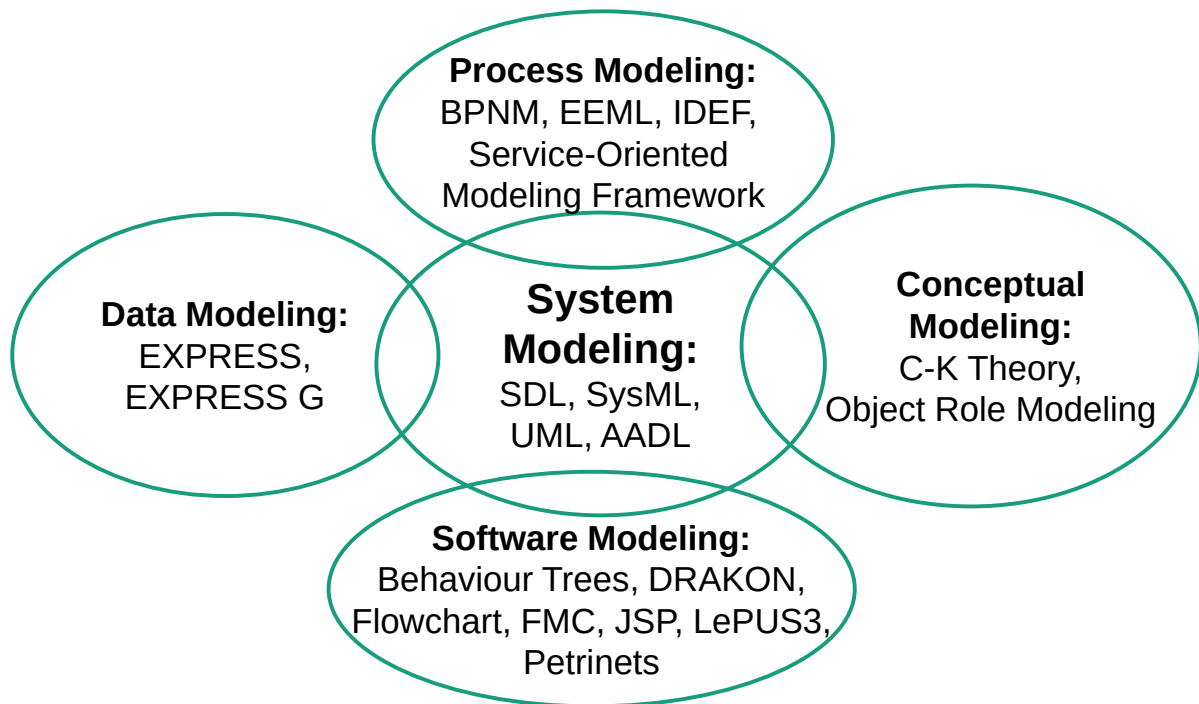 Process Modeling:
BPNM, EEML, IDEF,
Service-Oriented
Modeling Framework
Data Modeling:
EXPRESS,
EXPRESS G
System
Modeling:
SDL, SysML,
UML, AADL
Conceptual
Modeling:
C-K Theory,
Object Role Modeling
Software Modeling:
Behaviour Trees, DRAKON,
Flowchart, FMC, JSP, LePUS3,
Petrinets